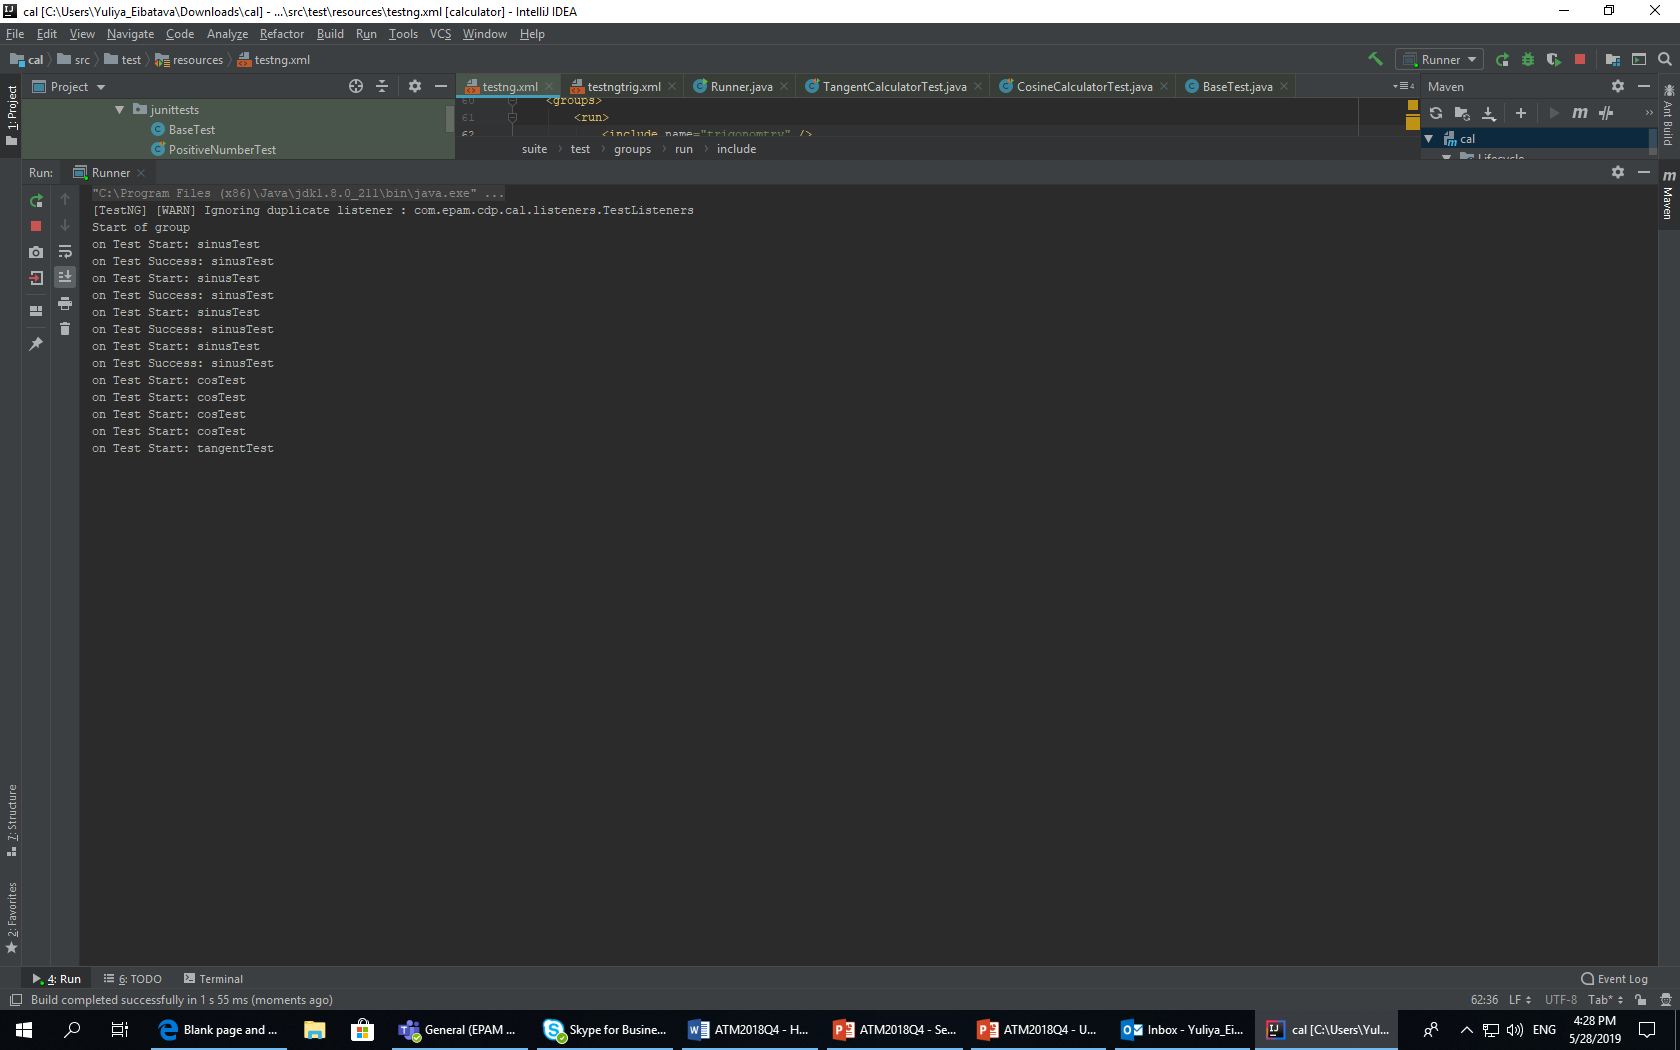 cal [C:\Users\Yuliya_Eibatava\Downloads\cal] - ...\src\test\resources\testng.xml [calculator] - IntelliJ IDEA
File Edit View Navigate Code Analyze Refactor Build Run Tools VCS Window Help
cal src test resources testng.xml Runner
1: Project
Project
testng.xml testngtrig.xml Runner.java TangentCalculatorTest.java CosineCalculatorTest.java BaseTest.java 4
Maven
Ant Build
junittests
BaseTest
PositiveNumberTest
60 <groups>
61 <run>
62 <include name="trigonomtry" />
suite test groups run include
cal
Lifecycle
Maven
Run: Runner
"C:\Program Files (x86)\Java\jdk1.8.0_211\bin\java.exe" ...
[TestNG] [WARN] Ignoring duplicate listener : com.epam.cdp.cal.listeners.TestListeners
Start of group
on Test Start: sinusTest
on Test Success: sinusTest
on Test Start: sinusTest
on Test Success: sinusTest
on Test Start: sinusTest
on Test Success: sinusTest
on Test Start: sinusTest
on Test Success: sinusTest
on Test Start: cosTest
on Test Start: cosTest
on Test Start: cosTest
on Test Start: cosTest
on Test Start: tangentTest
7: Structure
2: Favorites
4: Run 6: TODO Terminal Event Log
Build completed successfully in 1 s 55 ms (moments ago) 62:36 LF UTF-8 Tab*
Blank page and ... General (EPAM ... Skype for Busine... ATM2018Q4 - H... ATM2018Q4 - Se... ATM2018Q4 - U... Inbox - Yuliya_Ei... cal [C:\Users\Yul... ENG
4:28 PM
5/28/2019